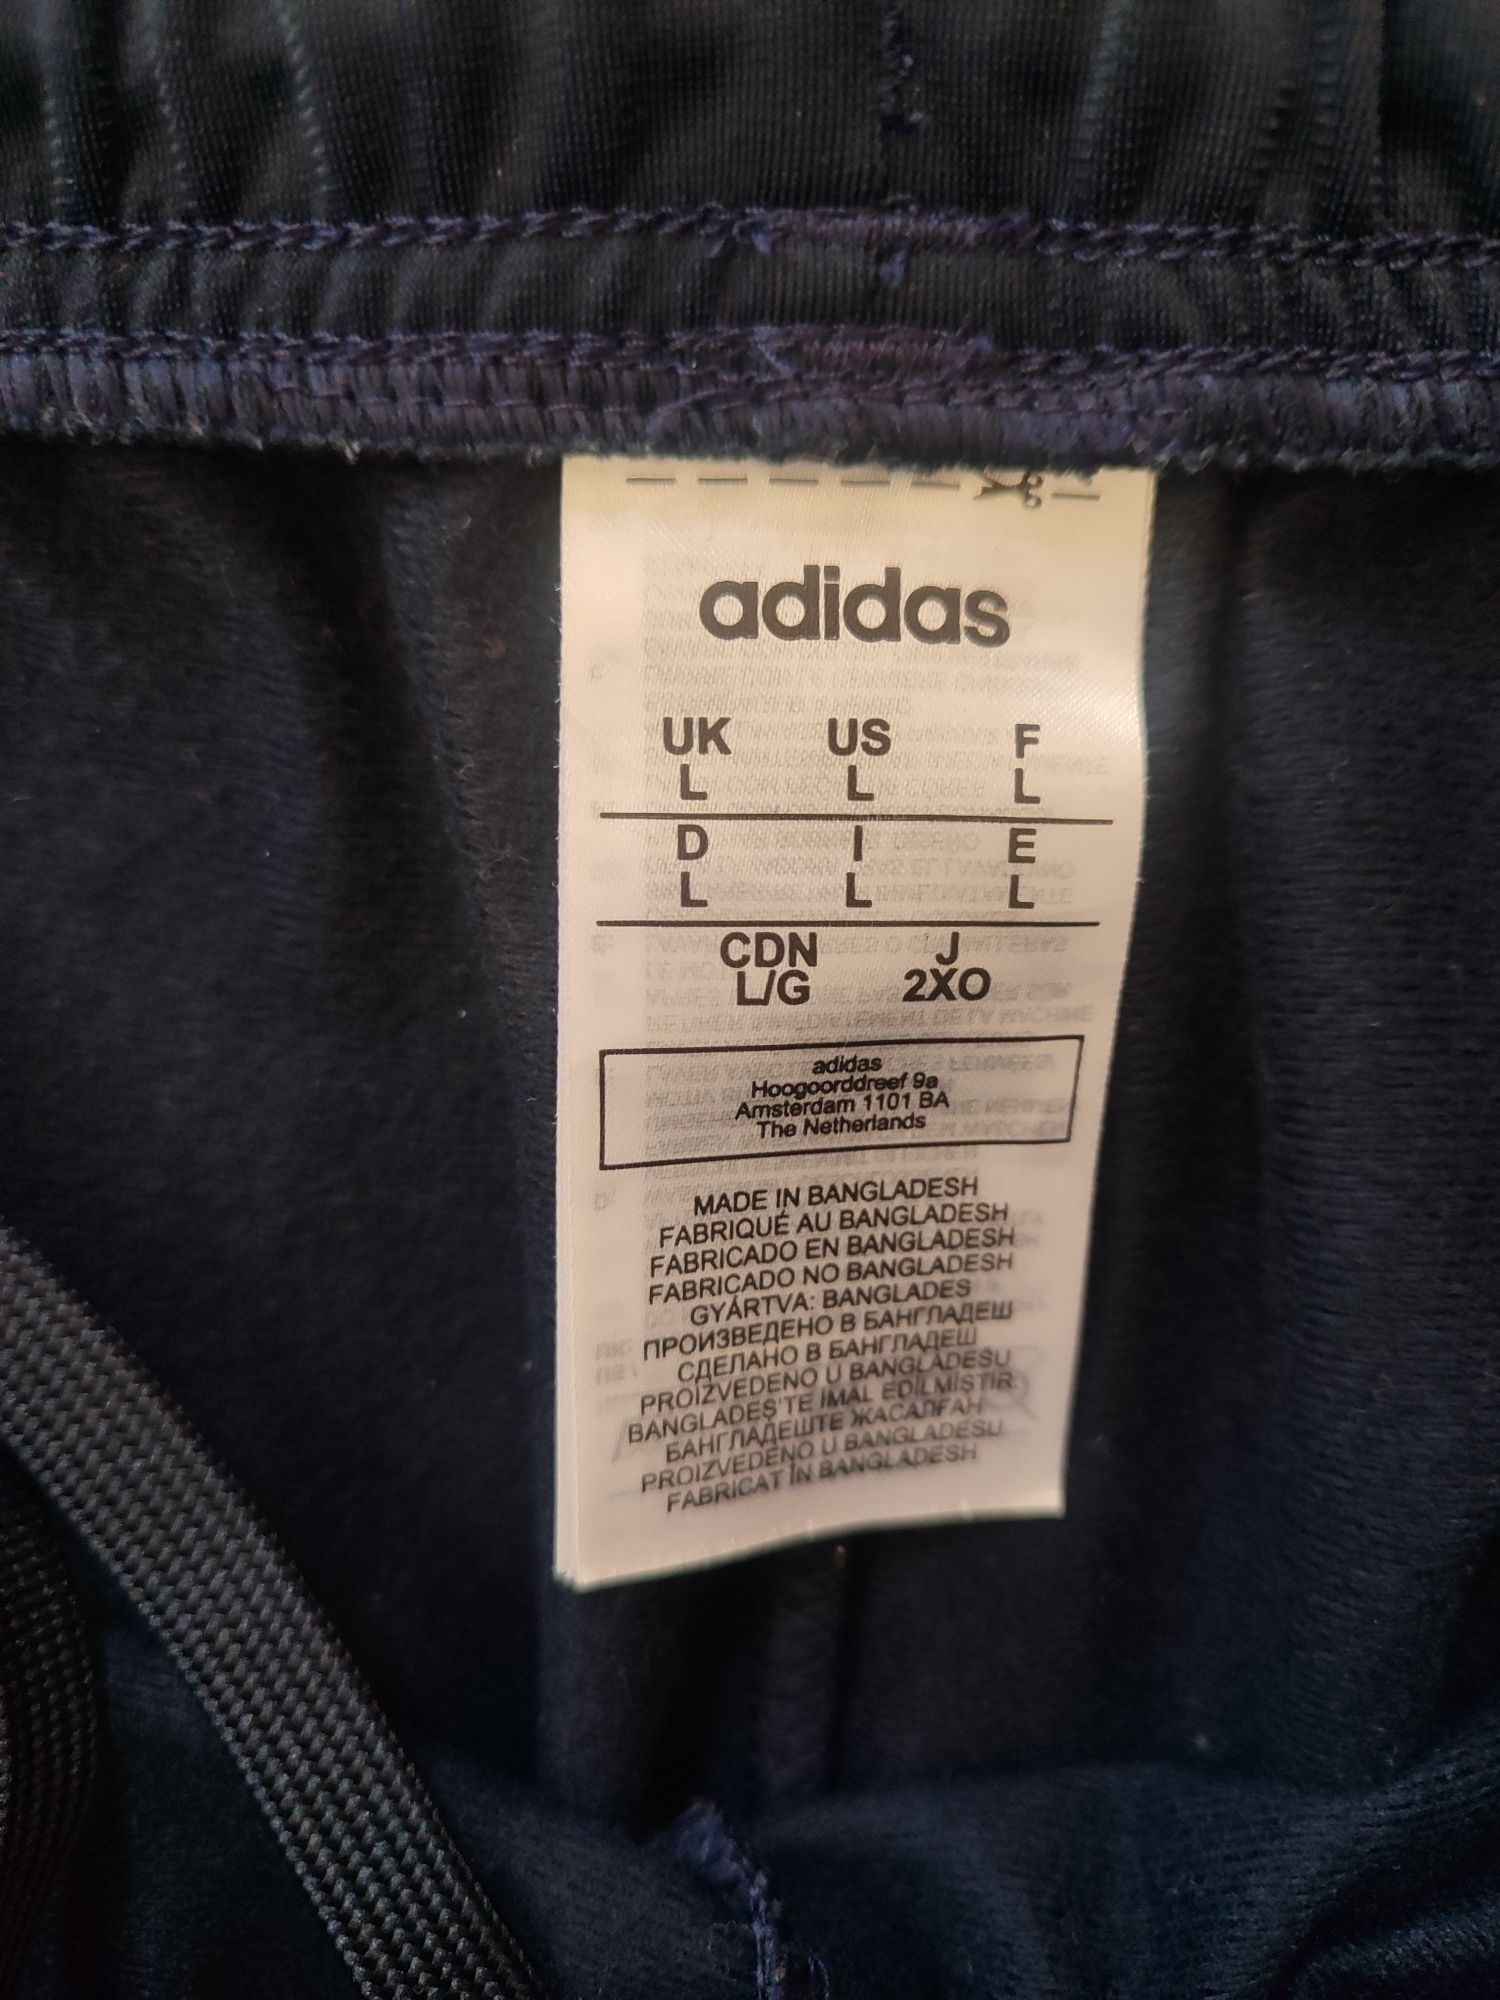 adidas
UK US F
L L L
D I E
L L L
CDN J
L/G 2XO
adidas
Hoogoorddreef 9a
Amsterdam 1101 BA
The Netherlands
MADE IN BANGLADESH
FABRIQUÉ AU BANGLADESH
FABRICADO EN BANGLADESH
FABRICADO NO BANGLADESH
GYÁRTVA: BANGLADES
ПРОИЗВЕДЕНО В БАНГЛАДЕШ
СДЕЛАНО В БАНГЛАДЕШ
PROIZVEDENO U BANGLADEŠU
BANGLADEŞ'TE İMAL EDİLMİŞTİR
БАНГЛАДЕШТЕ ЖАСАЛҒАН
PROIZVEDENO U BANGLADESU
FABRICAT ÎN BANGLADESH